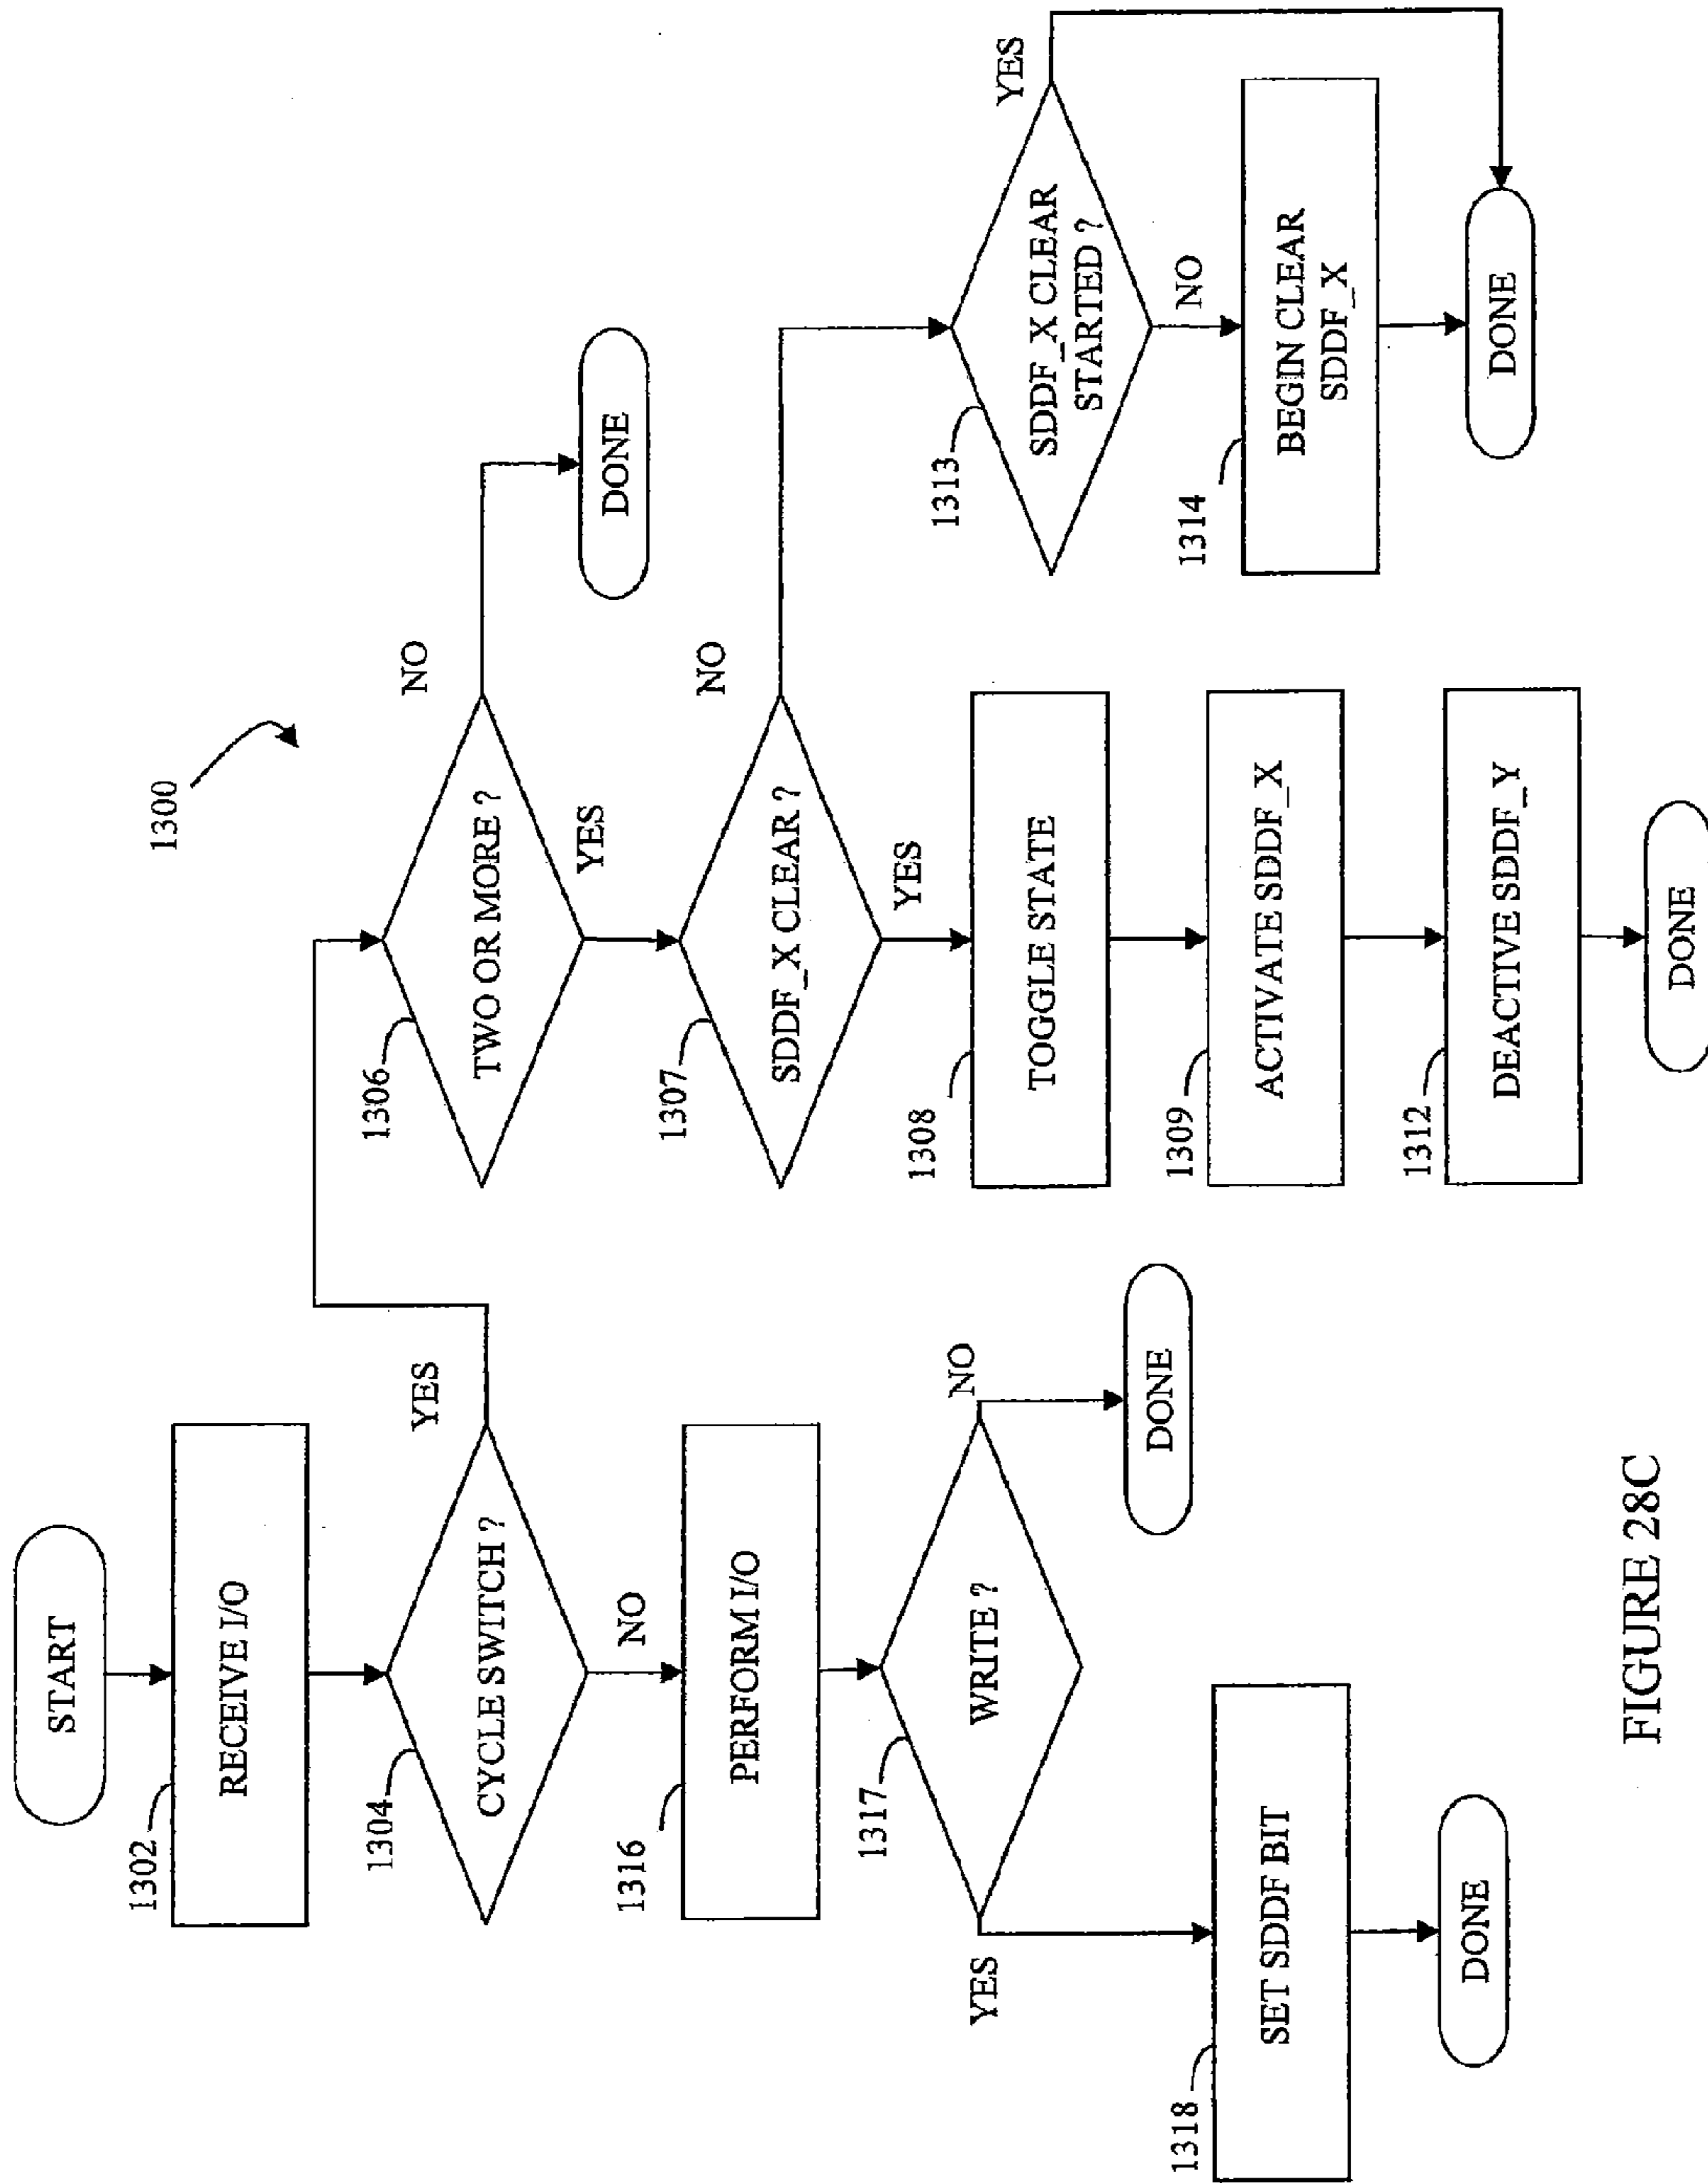 1300
START
1302
RECEIVE I/O
1304
CYCLE SWITCH ?
YES
NO
1316
PERFORM I/O
1317
WRITE ?
NO
DONE
YES
1318
SET SDDF BIT
DONE
1306
TWO OR MORE ?
NO
DONE
YES
1307
SDDF_X CLEAR ?
NO
YES
1308
TOGGLE STATE
1309
ACTIVATE SDDF_X
1312
DEACTIVE SDDF_Y
DONE
1313
SDDF_X CLEAR
STARTED ?
YES
NO
1314
BEGIN CLEAR
SDDF_X
DONE
FIGURE 28C